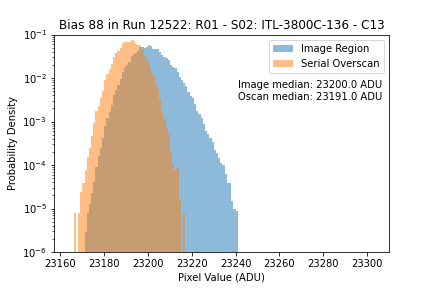 Bias 88 in Run 12522: R01 - S02: ITL-3800C-136 - C13
Image Region
Serial Overscan
Image median: 23200.0 ADU
Oscan median: 23191.0 ADU
Probability Density
10⁻¹
10⁻²
10⁻³
10⁻⁴
10⁻⁵
10⁻⁶
23160 23180 23200 23220 23240 23260 23280 23300
Pixel Value (ADU)